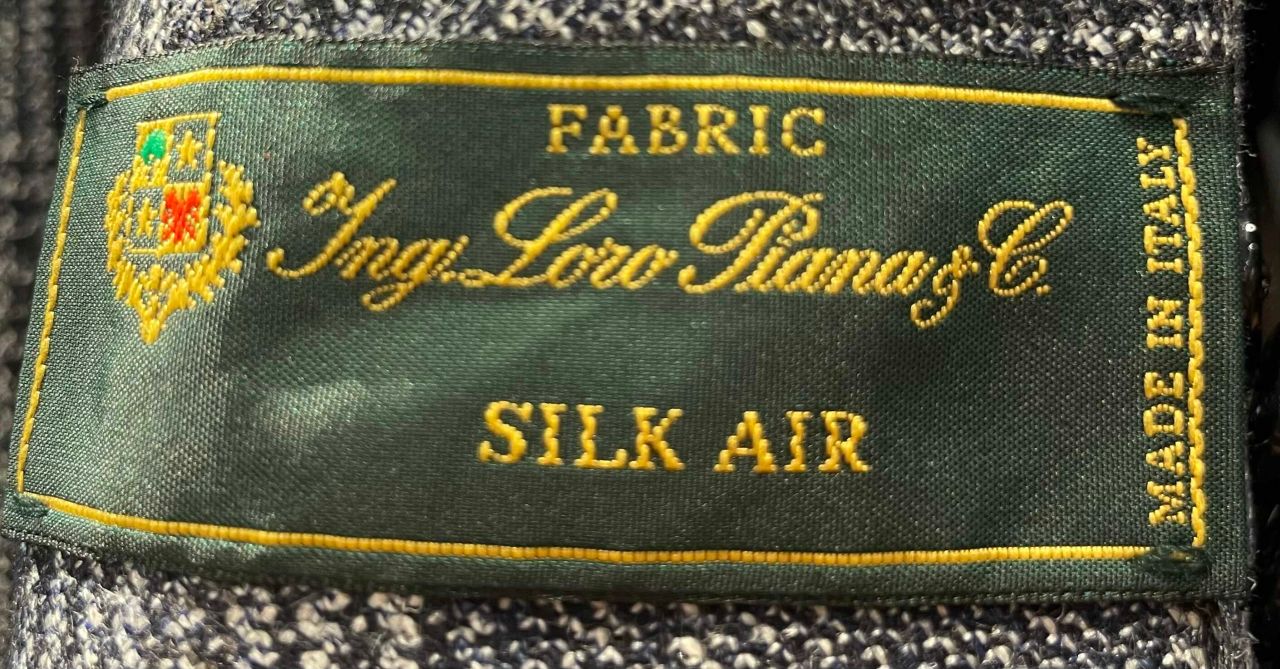 FABRIC
Ing. Loro Piana & C.
SILK AIR
MADE IN ITALY